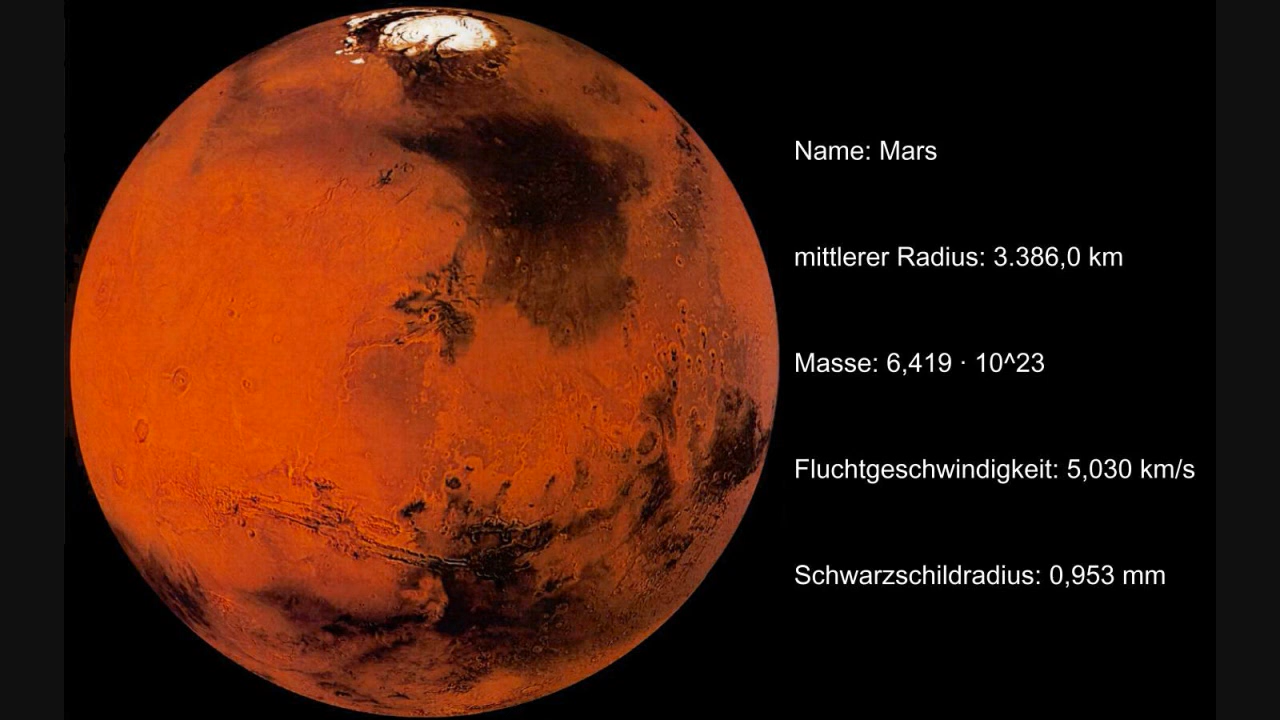 Name: Mars
mittlerer Radius: 3.386,0 km
Masse: 6,419 · 10^23
Fluchtgeschwindigkeit: 5,030 km/s
Schwarzschildradius: 0,953 mm